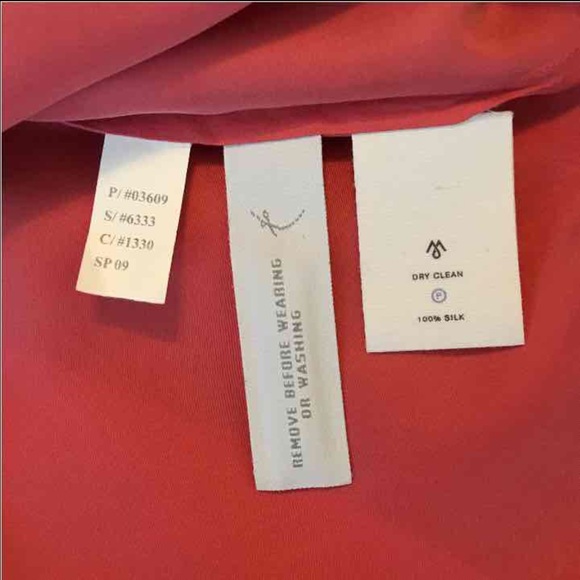 P/#03609
S/#6333
C/#1330
SP 09
REMOVE BEFORE WEARING
OR WASHING
DRY CLEAN
P
100% SILK